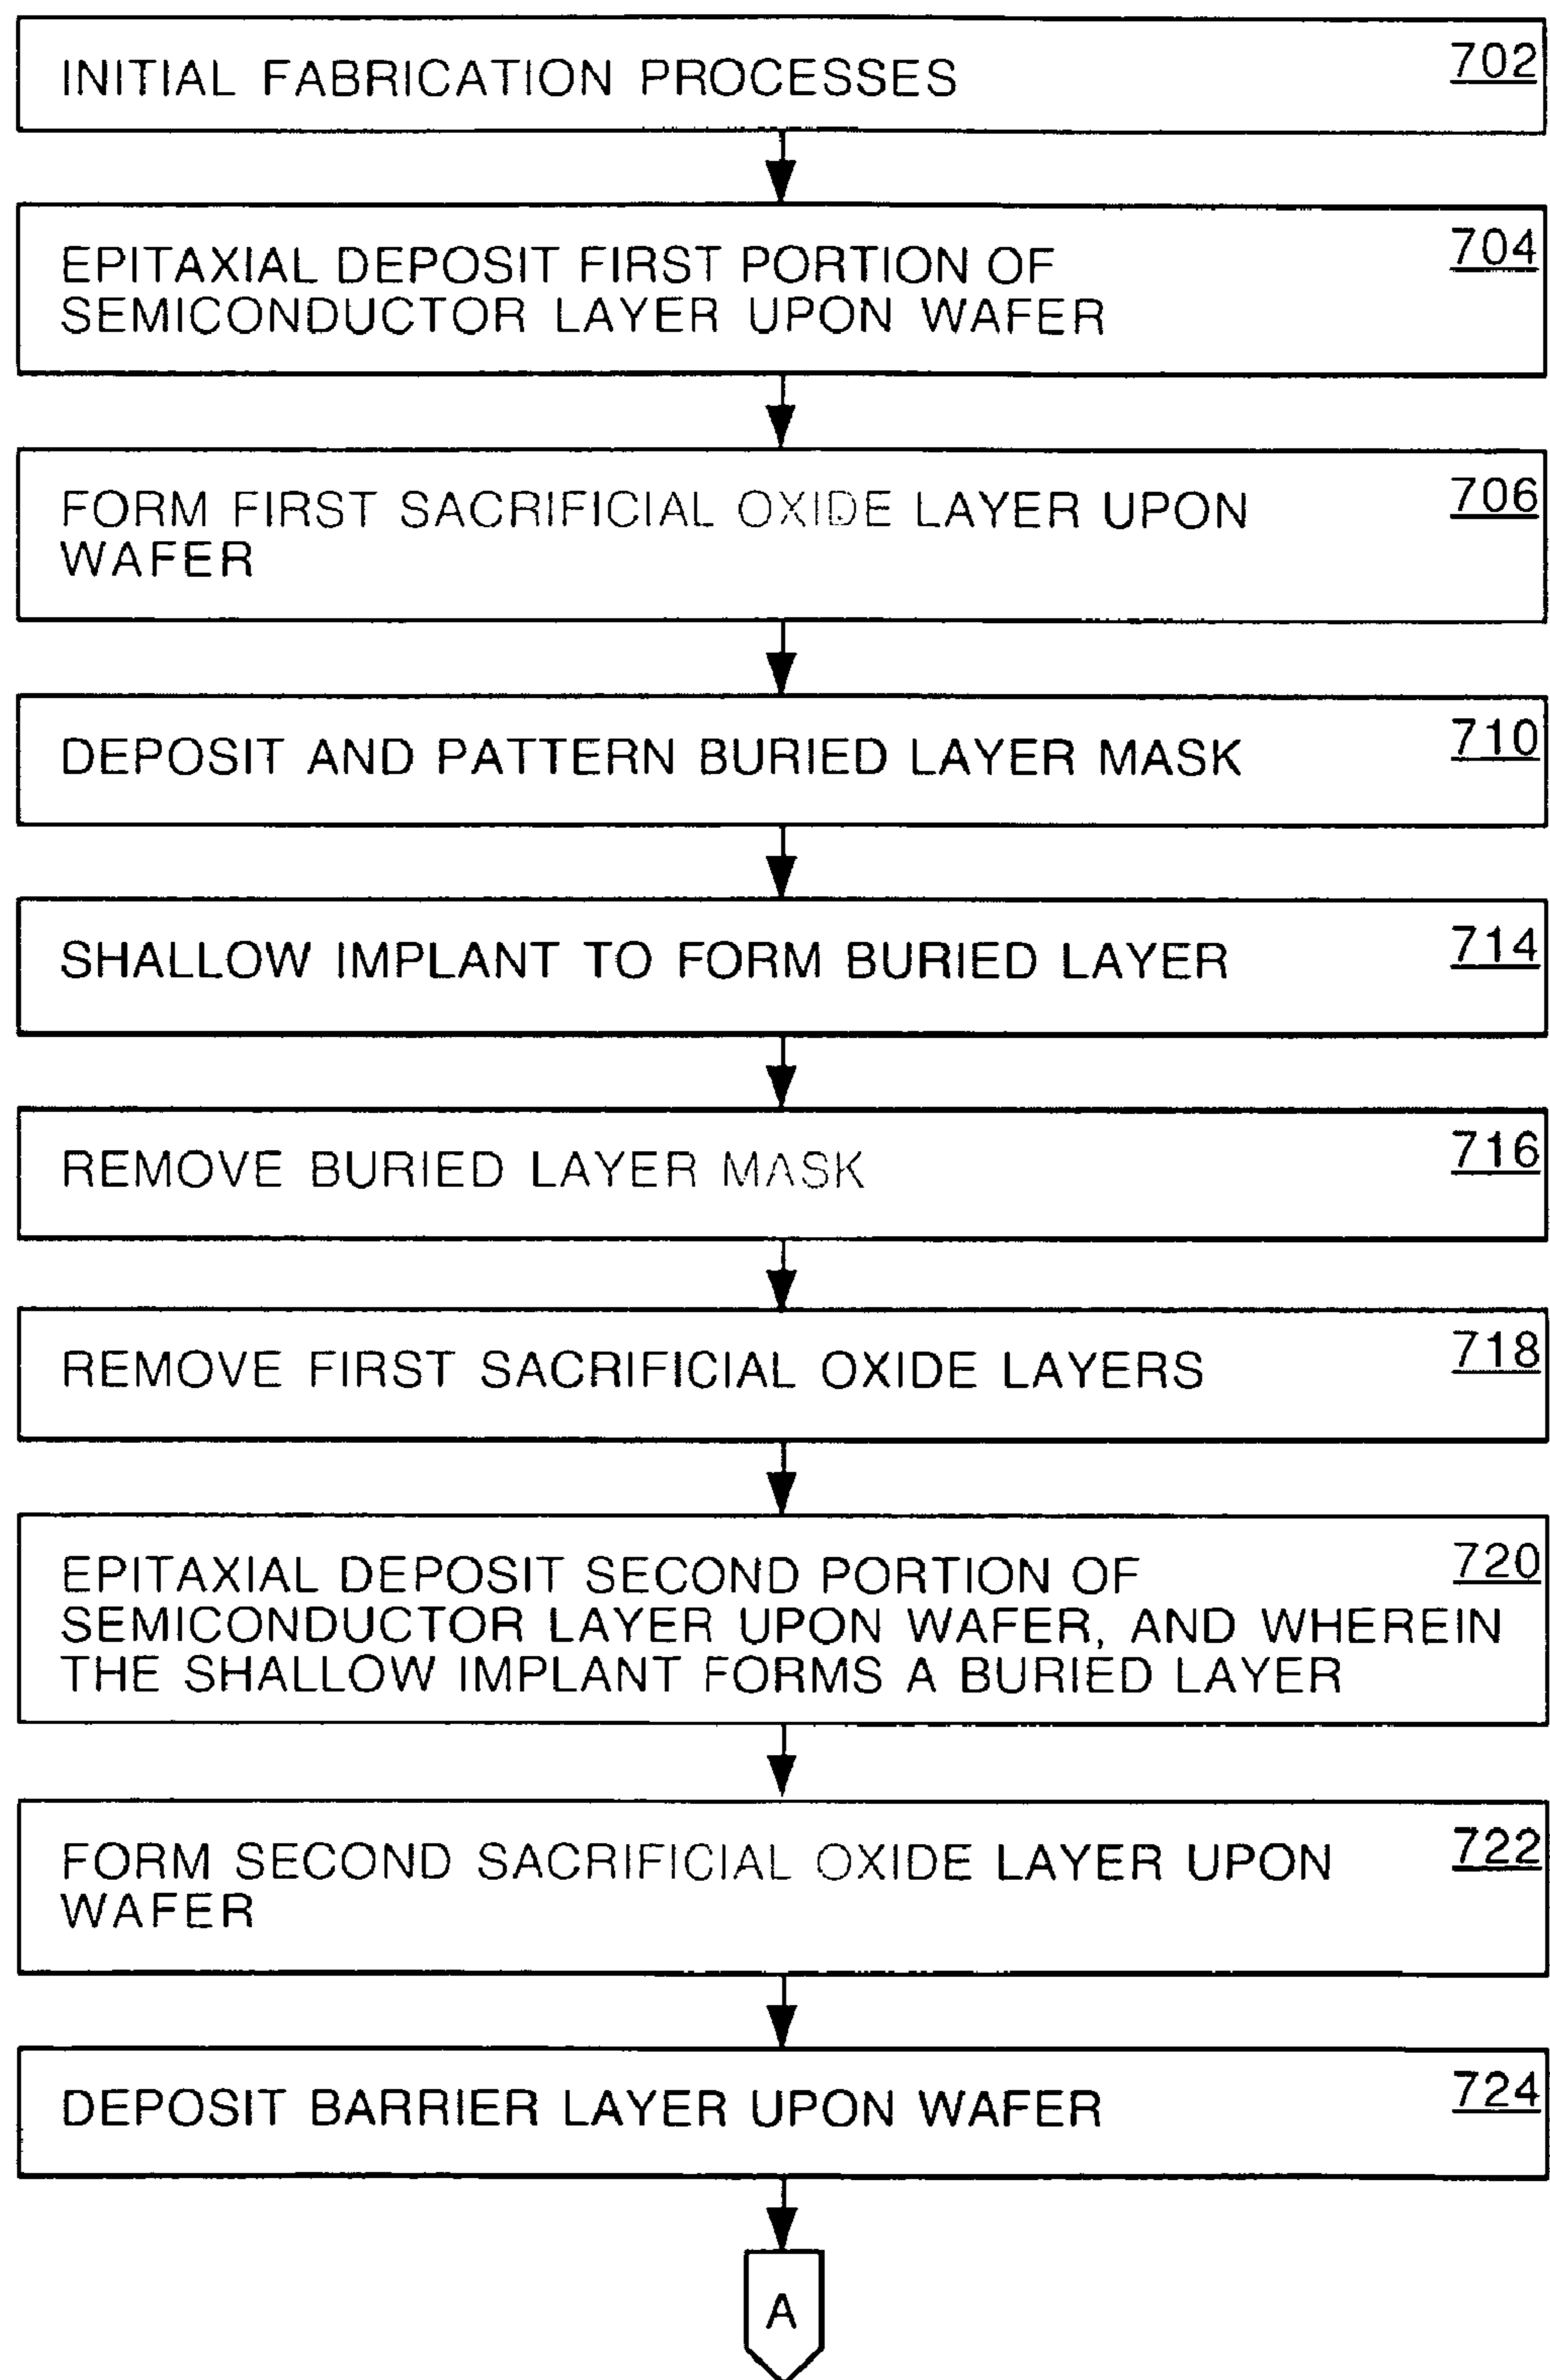 INITIAL FABRICATION PROCESSES 702
EPITAXIAL DEPOSIT FIRST PORTION OF 704
SEMICONDUCTOR LAYER UPON WAFER
FORM FIRST SACRIFICIAL OXIDE LAYER UPON 706
WAFER
DEPOSIT AND PATTERN BURIED LAYER MASK 710
SHALLOW IMPLANT TO FORM BURIED LAYER 714
REMOVE BURIED LAYER MASK 716
REMOVE FIRST SACRIFICIAL OXIDE LAYERS 718
EPITAXIAL DEPOSIT SECOND PORTION OF 720
SEMICONDUCTOR LAYER UPON WAFER, AND WHEREIN
THE SHALLOW IMPLANT FORMS A BURIED LAYER
FORM SECOND SACRIFICIAL OXIDE LAYER UPON 722
WAFER
DEPOSIT BARRIER LAYER UPON WAFER 724
A